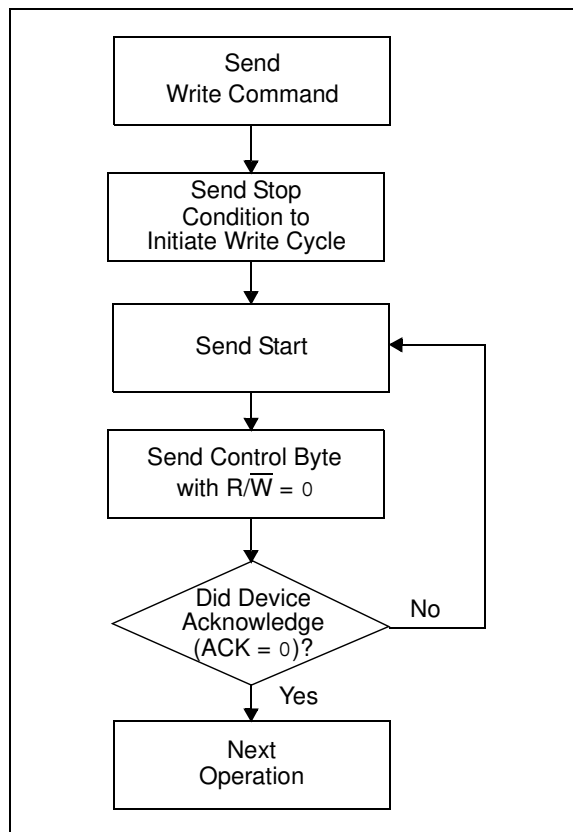 Send
Write Command
Send Stop
Condition to
Initiate Write Cycle
Send Start
Send Control Byte
with R/W̅ = 0
Did Device
Acknowledge
(ACK = 0)?
No
Yes
Next
Operation